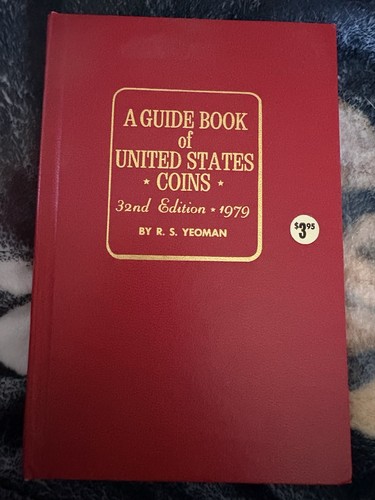 A GUIDE BOOK
of
UNITED STATES
★ COINS ★
32nd Edition ★ 1979
BY R. S. YEOMAN
$3.95